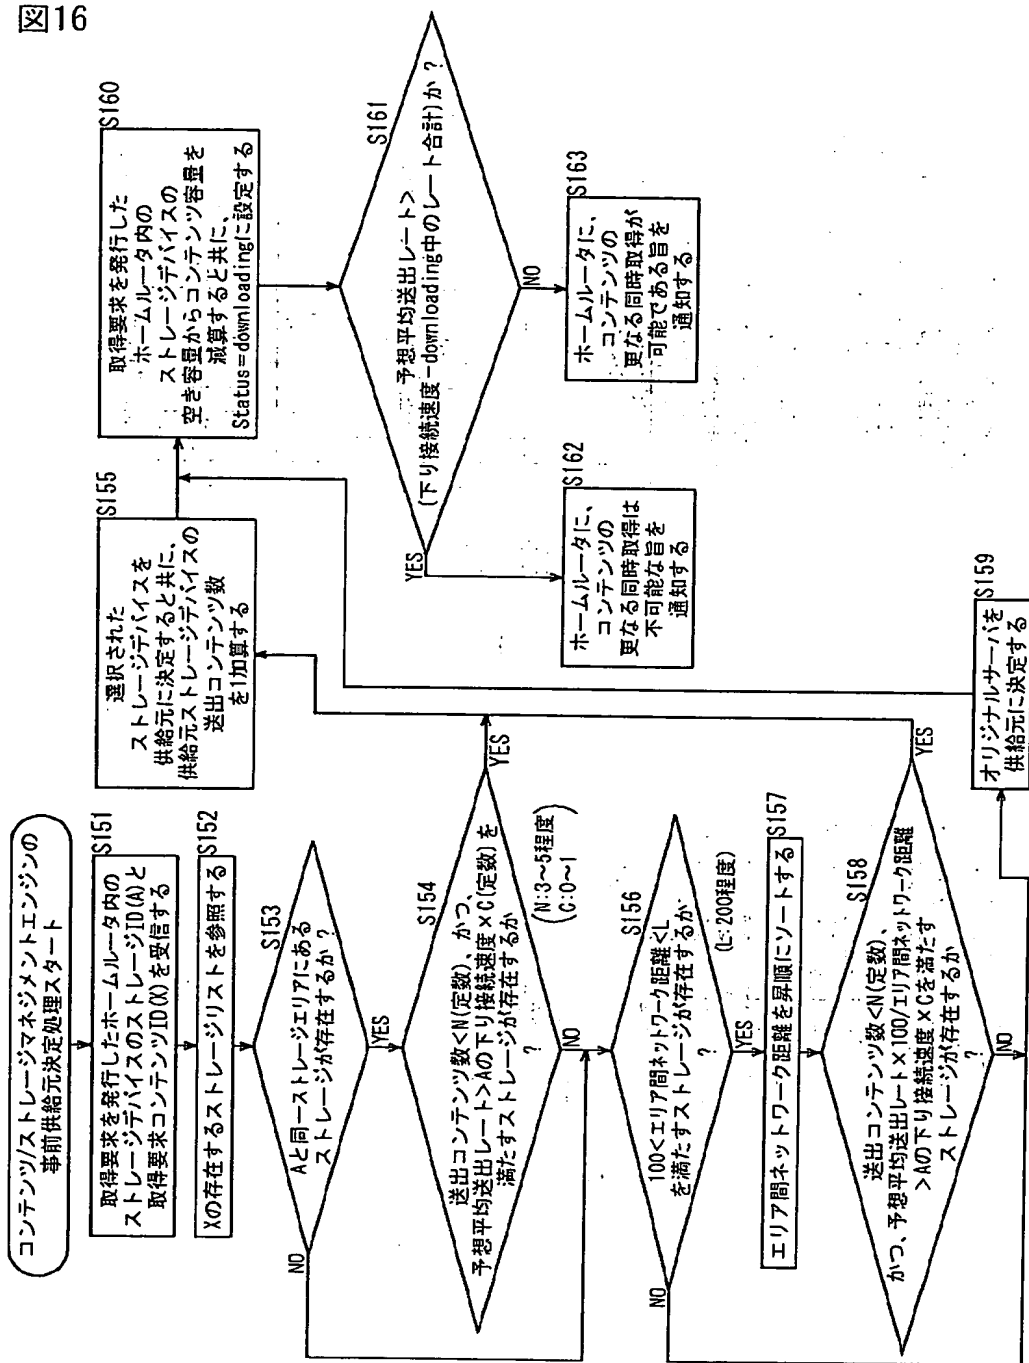 図16
コンテンツ/ストレージマネジメントエンジンの
事前供給元決定処理スタート
S151
取得要求を発行したホームルータ内の
ストレージデバイスのストレージID(A)と
取得要求コンテンツID(X)を受信する
S152
Xの存在するストレージリストを参照する
S153
Aと同一ストレージエリアにある
ストレージが存在するか?
NO
YES
S154
送出コンテンツ数<N(定数)、かつ、
予想平均送出レート>Aの下り接続速度×C(定数)を
満たすストレージが存在するか
?
YES
NO
(N:3~5程度
C:0~1)
S155
選択された
ストレージデバイスを
供給元に決定すると共に、
供給元ストレージデバイスの
送出コンテンツ数
を1加算する
S156
100<エリア間ネットワーク距離<L
を満たすストレージが存在するか
?
(L:200程度)
NO
YES
S157
エリア間ネットワーク距離を昇順にソートする
S158
送出コンテンツ数<N(定数)、
かつ、予想平均送出レート×100/エリア間ネットワーク距離
>Aの下り接続速度×Cを満たす
ストレージが存在するか
?
YES
NO
S159
オリジナルサーバを
供給元に決定する
S160
取得要求を発行した
ホームルータ内の
ストレージデバイスの
空き容量からコンテンツ容量を
減算すると共に、
Status=downloadingに設定する
S161
予想平均送出レート>
(下り接続速度-downloading中のレート合計)か?
YES
NO
S162
ホームルータに、
コンテンツの
更なる同時取得は
不可能な旨を
通知する
S163
ホームルータに、
コンテンツの
更なる同時取得が
可能である旨を
通知する